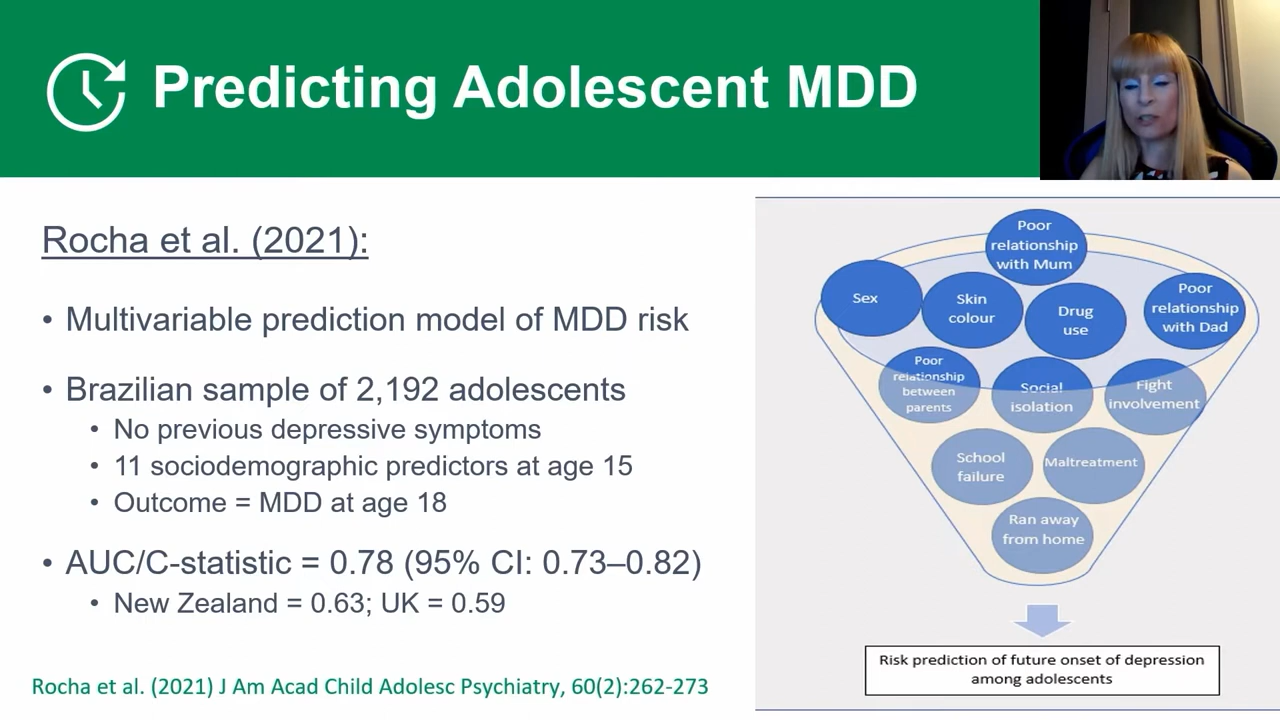 Predicting Adolescent MDD
Rocha et al. (2021):
• Multivariable prediction model of MDD risk
• Brazilian sample of 2,192 adolescents
• No previous depressive symptoms
• 11 sociodemographic predictors at age 15
• Outcome = MDD at age 18
• AUC/C-statistic = 0.78 (95% CI: 0.73–0.82)
• New Zealand = 0.63; UK = 0.59
Rocha et al. (2021) J Am Acad Child Adolesc Psychiatry, 60(2):262-273
Poor
relationship
with Mum
Sex
Skin
colour
Drug
use
Poor
relationship
with Dad
Poor
relationship
between
parents
Social
isolation
Fight
involvement
School
failure
Maltreatment
Ran away
from home
Risk prediction of future onset of depression
among adolescents